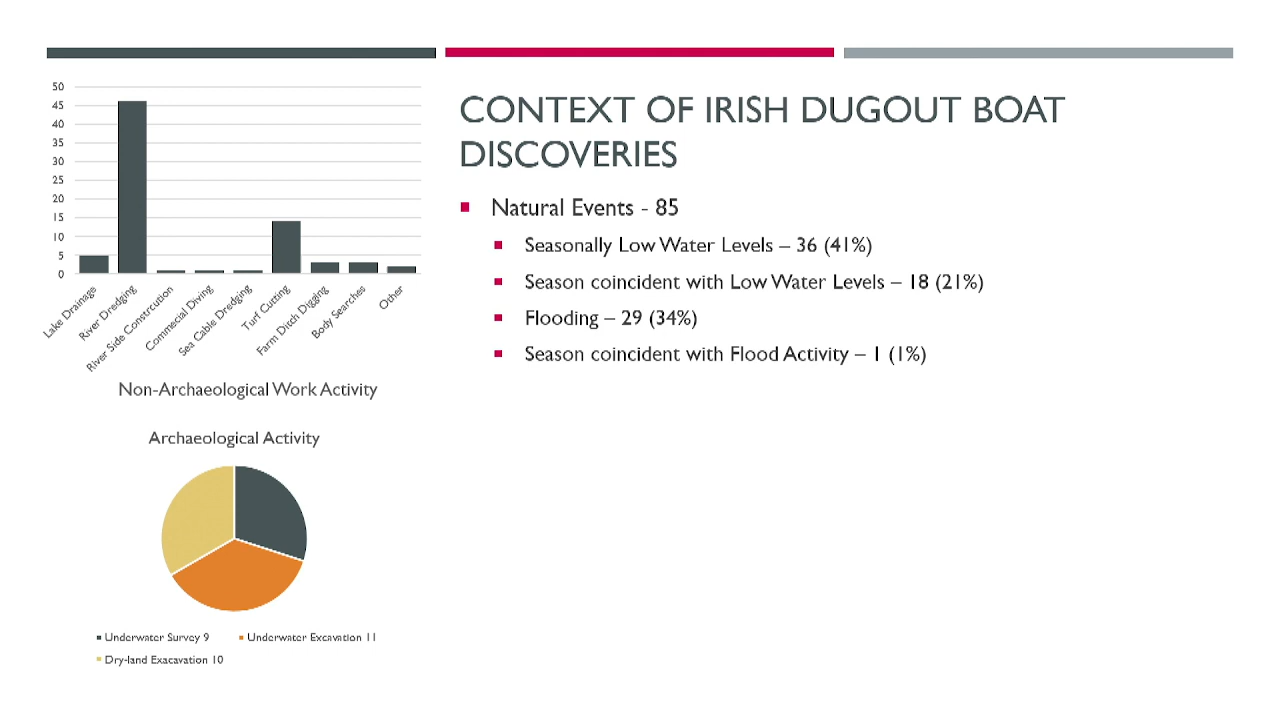 CONTEXT OF IRISH DUGOUT BOAT
DISCOVERIES
Natural Events - 85
Seasonally Low Water Levels – 36 (41%)
Season coincident with Low Water Levels – 18 (21%)
Flooding – 29 (34%)
Season coincident with Flood Activity – 1 (1%)
50
45
40
35
30
25
20
15
10
5
0
Lake Drainage
River Dredging
River Side Constrcution
Commecial Diving
Sea Cable Dredging
Turf Cutting
Farm Ditch Digging
Body Searches
Other
Non-Archaeological Work Activity
Archaeological Activity
Underwater Survey 9
Underwater Excavation 11
Dry-land Exacavation 10